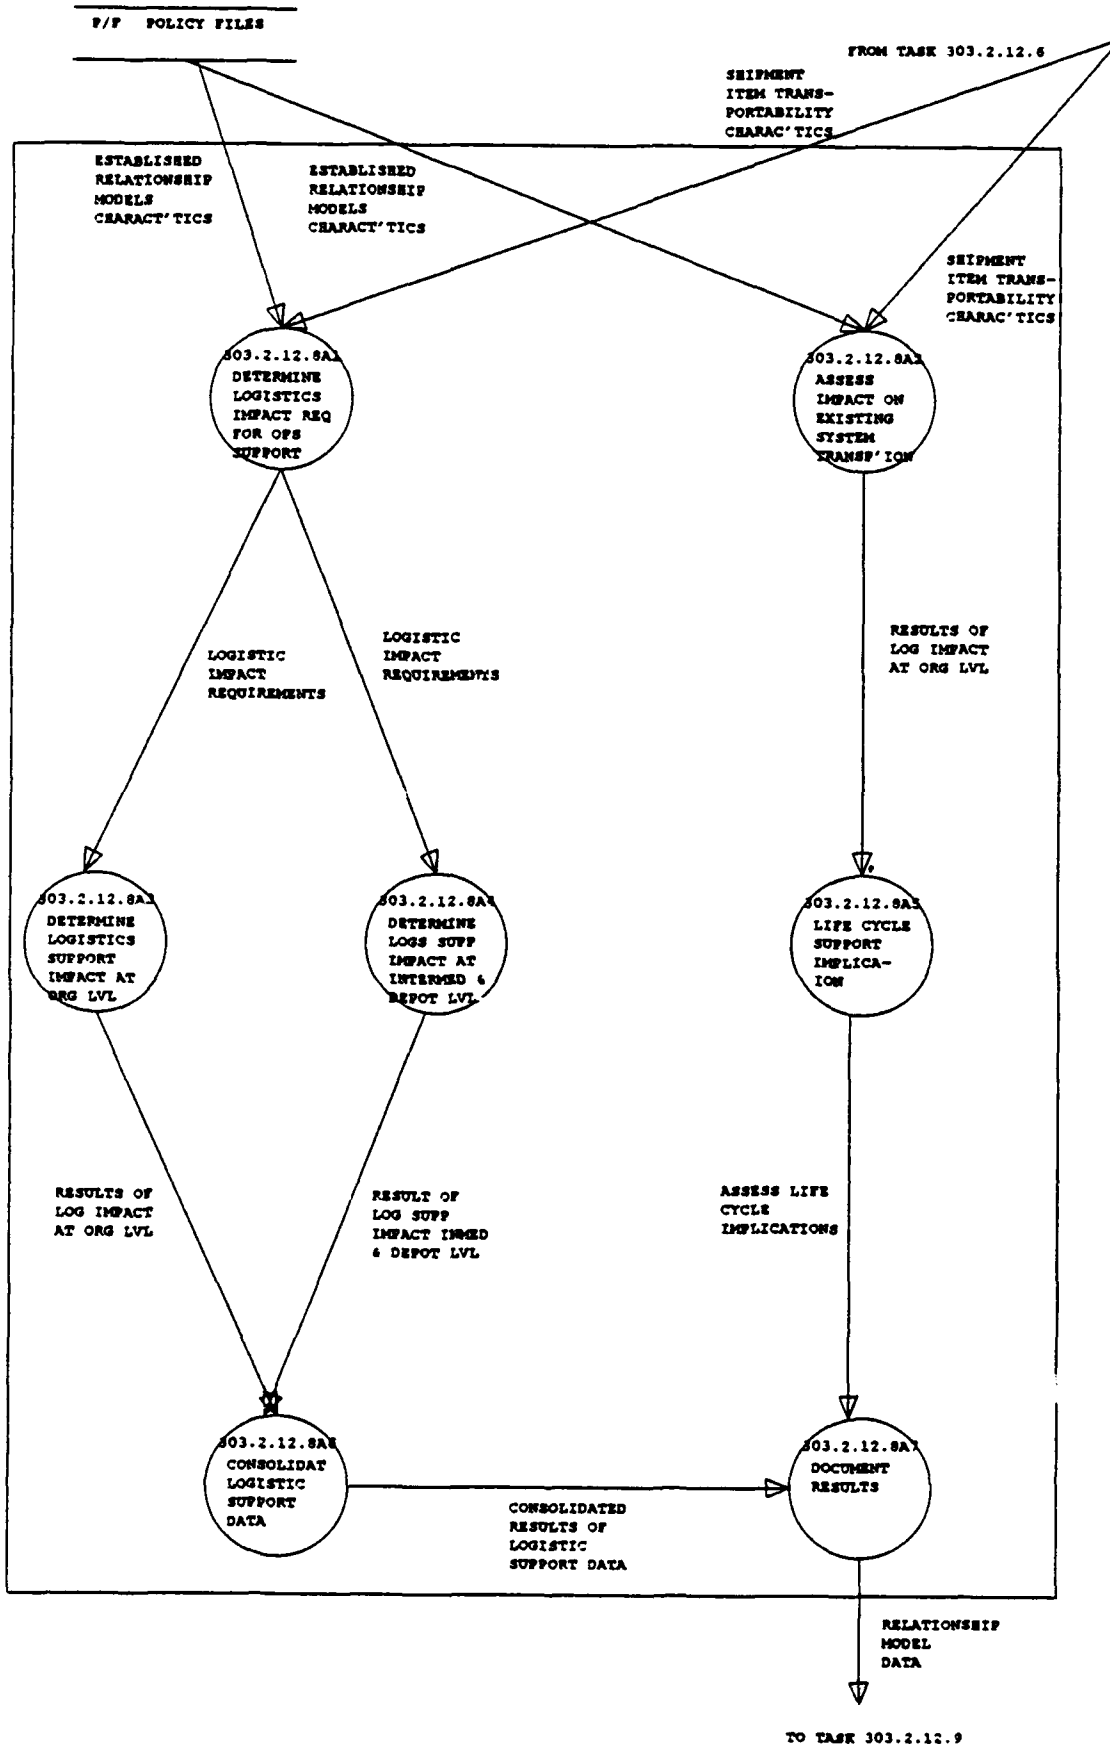 P/F POLICY FILES
FROM TASK 303.2.12.6
SHIPMENT
ITEM TRANS-
PORTABILITY
CHARAC'TICS
ESTABLISHED
RELATIONSHIP
MODELS
CHARACT'TICS
ESTABLISHED
RELATIONSHIP
MODELS
CHARACT'TICS
SHIPMENT
ITEM TRANS-
PORTABILITY
CHARAC'TICS
303.2.12.8A1
DETERMINE
LOGISTICS
IMPACT REQ
FOR OPS
SUPPORT
303.2.12.8A2
ASSESS
IMPACT ON
EXISTING
SYSTEM
TRANSP'ION
LOGISTIC
IMPACT
REQUIREMENTS
LOGISTIC
IMPACT
REQUIREMENTS
RESULTS OF
LOG IMPACT
AT ORG LVL
303.2.12.8A3
DETERMINE
LOGISTICS
SUPPORT
IMPACT AT
ORG LVL
303.2.12.8A4
DETERMINE
LOGS SUPP
IMPACT AT
INTERMED &
DEPOT LVL
303.2.12.8A5
LIFE CYCLE
SUPPORT
IMPLICA-
ION
RESULTS OF
LOG IMPACT
AT ORG LVL
RESULT OF
LOG SUPP
IMPACT INMED
& DEPOT LVL
ASSESS LIFE
CYCLE
IMPLICATIONS
303.2.12.8A6
CONSOLIDAT
LOGISTIC
SUPPORT
DATA
303.2.12.8A7
DOCUMENT
RESULTS
CONSOLIDATED
RESULTS OF
LOGISTIC
SUPPORT DATA
RELATIONSHIP
MODEL
DATA
TO TASK 303.2.12.9